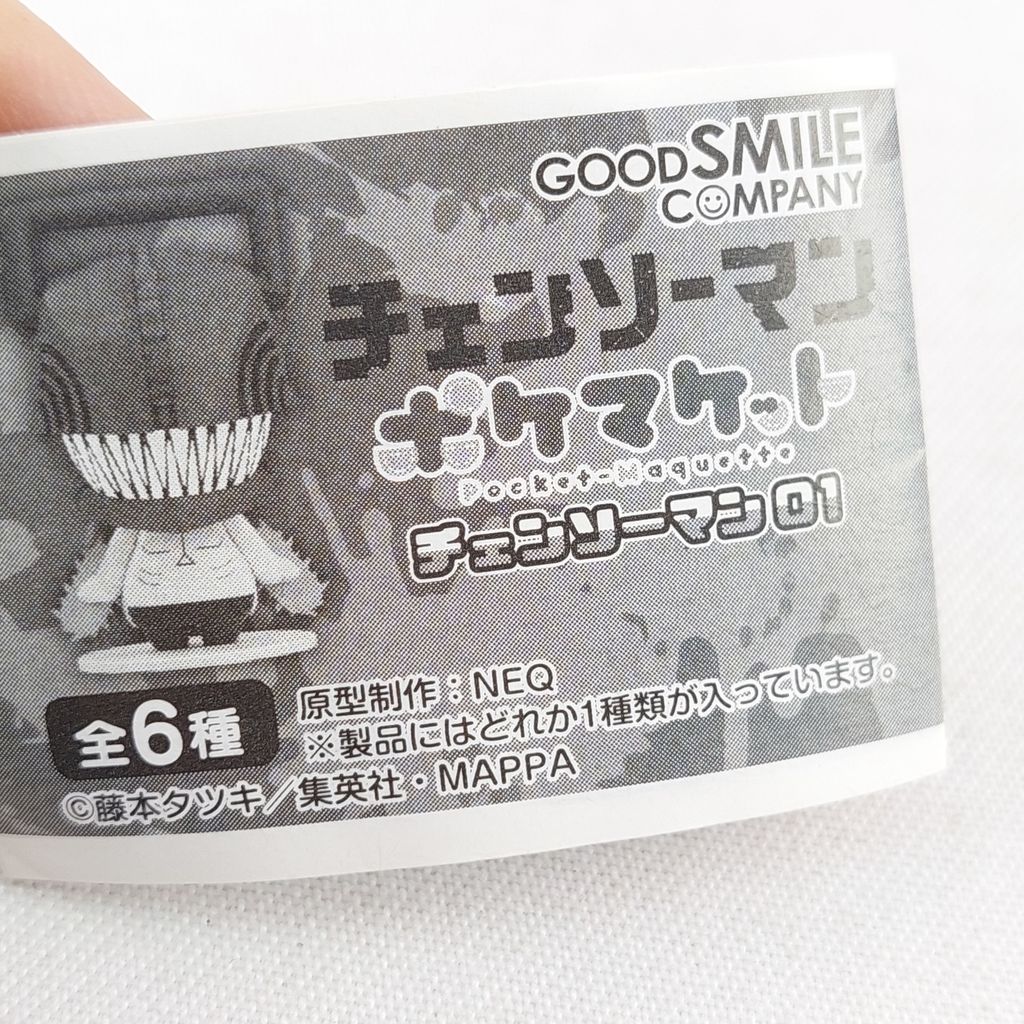 GOODSMILE
COMPANY
チェンソーマン
ポケマケット
Pocket-Maquette
チェンソーマン01
原型制作：NEQ
※製品にはどれか1種類が入っています。
全6種
©藤本タツキ／集英社・MAPPA